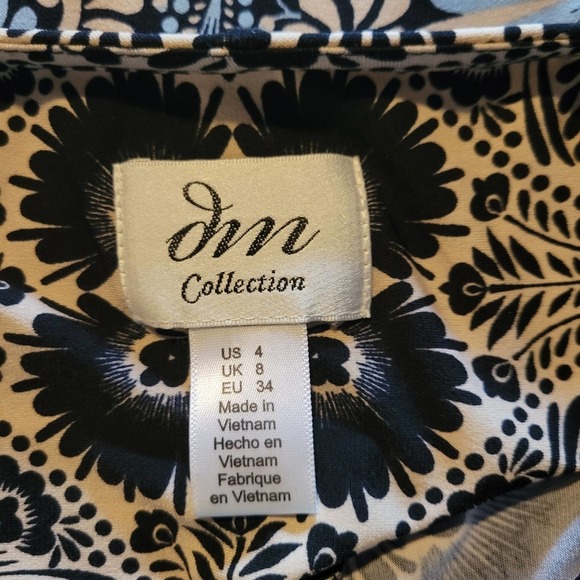 dm
Collection
US 4
UK 8
EU 34
Made in
Vietnam
Hecho en
Vietnam
Fabrique
en Vietnam